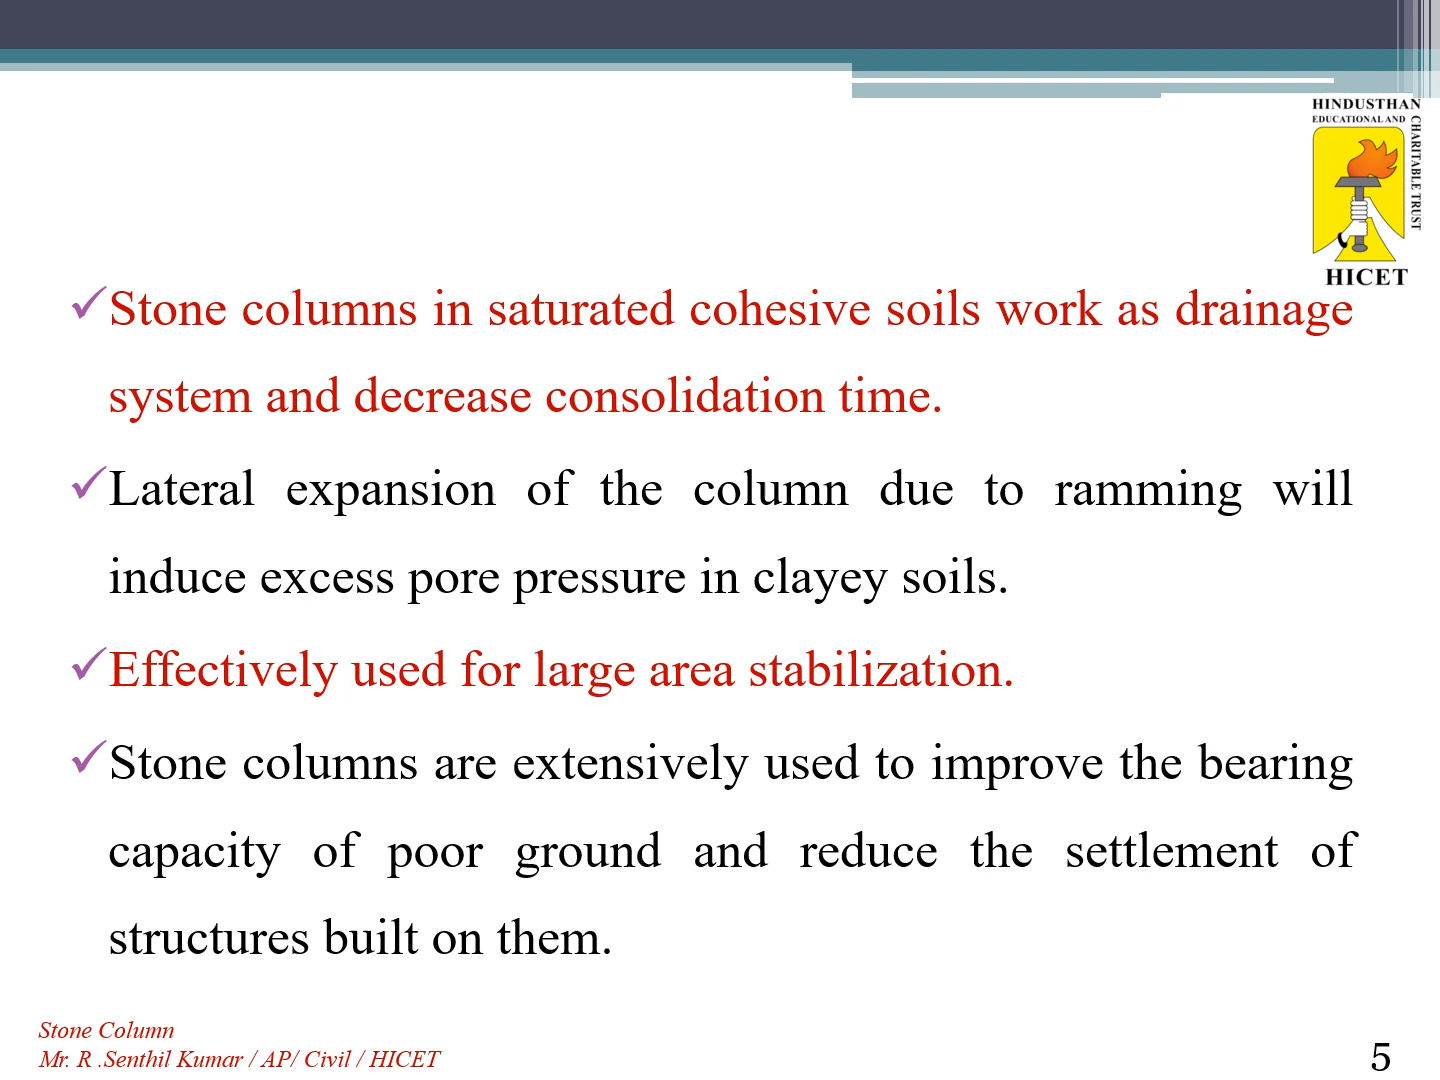 HINDUSTHAN
EDUCATIONAL AND
CHARITABLE TRUST
HICET
✓Stone columns in saturated cohesive soils work as drainage
system and decrease consolidation time.
✓Lateral expansion of the column due to ramming will
induce excess pore pressure in clayey soils.
✓Effectively used for large area stabilization.
✓Stone columns are extensively used to improve the bearing
capacity of poor ground and reduce the settlement of
structures built on them.
Stone Column
Mr. R .Senthil Kumar / AP/ Civil / HICET
5